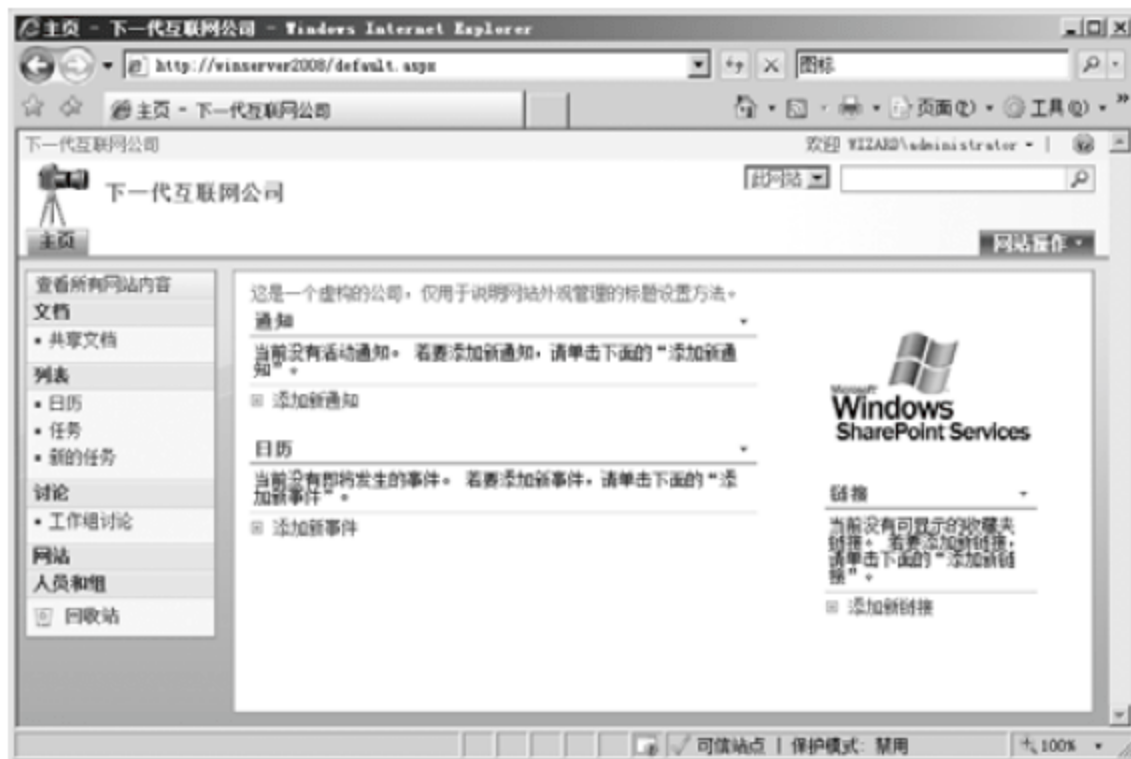 主页 - 下一代互联网公司 - Windows Internet Explorer
http://winserver2008/default.aspx
图标
主页 - 下一代互联网公司
页面(P)
工具(O)
下一代互联网公司
欢迎 WIZARD\administrator
下一代互联网公司
此网站
主页
网站操作
查看所有网站内容
文档
共享文档
列表
日历
任务
新的任务
讨论
工作组讨论
网站
人员和组
回收站
这是一个虚构的公司，仅用于说明网站外观管理的标题设置方法。
通知
当前没有活动通知。 若要添加新通知，请单击下面的“添加新通
知”。
添加新通知
日历
当前没有即将发生的事件。 若要添加新事件，请单击下面的“添
加新事件”。
添加新事件
Microsoft
Windows
SharePoint Services
链接
当前没有可显示的收藏夹
链接。 若要添加新链接，
请单击下面的“添加新链
接”。
添加新链接
可信站点 | 保护模式: 禁用
100%